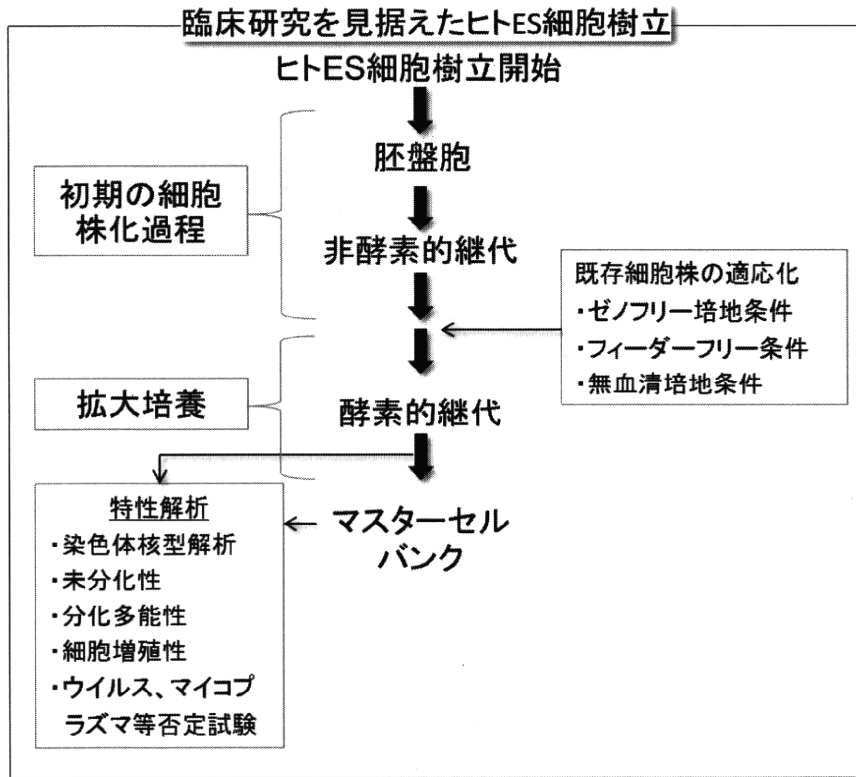 臨床研究を見据えたヒトES細胞樹立
ヒトES細胞樹立開始
胚盤胞
初期の細胞
株化過程
非酵素的継代
既存細胞株の適応化
・ゼノフリー培地条件
・フィーダーフリー条件
・無血清培地条件
拡大培養
酵素的継代
特性解析
・染色体核型解析
・未分化性
・分化多能性
・細胞増殖性
・ウイルス、マイコプ
ラズマ等否定試験
マスターセル
バンク